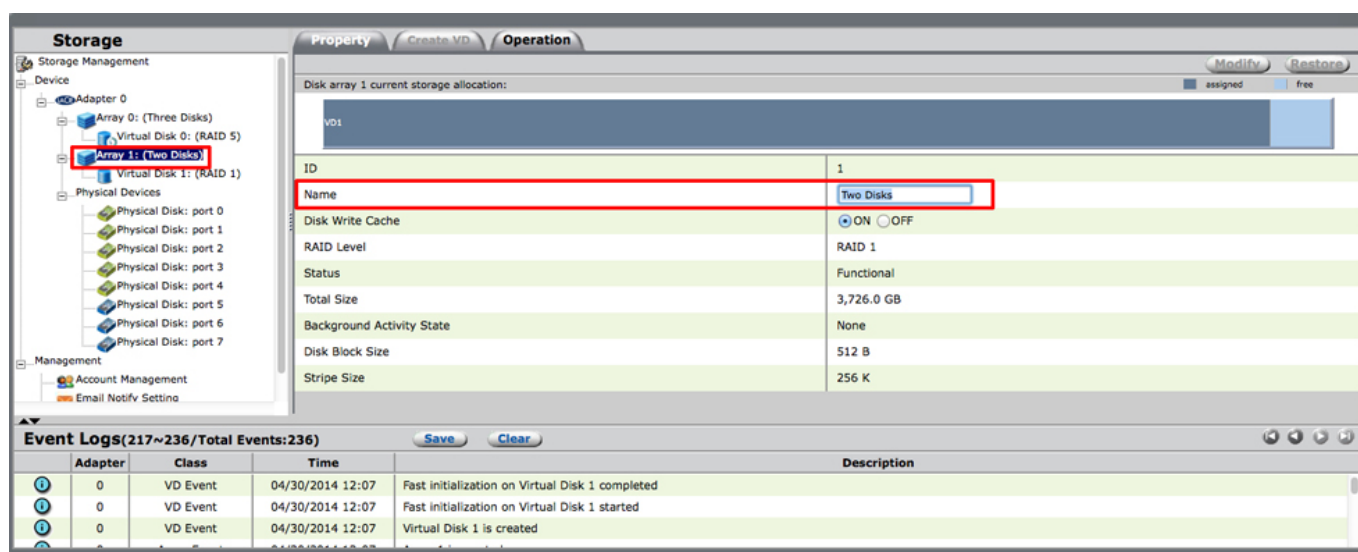 Storage
Storage Management
Device
Adapter 0
Array 0: (Three Disks)
Virtual Disk 0: (RAID 5)
Array 1: (Two Disks)
Virtual Disk 1: (RAID 1)
Physical Devices
Physical Disk: port 0
Physical Disk: port 1
Physical Disk: port 2
Physical Disk: port 3
Physical Disk: port 4
Physical Disk: port 5
Physical Disk: port 6
Physical Disk: port 7
Management
Account Management
Email Notify Setting
Property Create VD Operation
Modify Restore
Disk array 1 current storage allocation: assigned free
VD1
ID 1
Name Two Disks
Disk Write Cache ON OFF
RAID Level RAID 1
Status Functional
Total Size 3,726.0 GB
Background Activity State None
Disk Block Size 512 B
Stripe Size 256 K
Event Logs(217~236/Total Events:236) Save Clear
Adapter Class Time Description
0 VD Event 04/30/2014 12:07 Fast initialization on Virtual Disk 1 completed
0 VD Event 04/30/2014 12:07 Fast initialization on Virtual Disk 1 started
0 VD Event 04/30/2014 12:07 Virtual Disk 1 is created